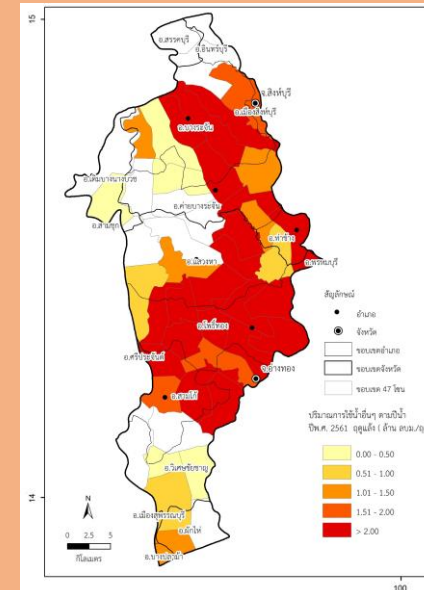 15
อ.สรรคบุรี
อ.อินทร์บุรี
จ.สิงห์บุรี
อ.เมืองสิงห์บุรี
อ.บางระจัน
อ.เดิมบางนางบวช
อ.ค่ายบางระจัน
อ.สามชุก
อ.ท่าช้าง
อ.แสวงหา
อ.พรหมบุรี
สัญลักษณ์
อำเภอ
จังหวัด
ขอบเขตอำเภอ
ขอบเขตจังหวัด
ขอบเขต 47 โซน
อ.โพธิ์ทอง
อ.ศรีประจันต์
จ.อ่างทอง
อ.สามโก้
ปริมาณการใช้น้ำอื่นๆ ตามปีน้ำ
ปีพ.ศ. 2561 ฤดูแล้ง ( ล้าน ลบม./ฤ
0.00 - 0.50
0.51 - 1.00
1.01 - 1.50
1.51 - 2.00
> 2.00
อ.วิเศษชัยชาญ
14
N
อ.เมืองสุพรรณบุรี
อ.ผักไห่
0 2.5 5
กิโลเมตร
อ.บางปลาม้า
100